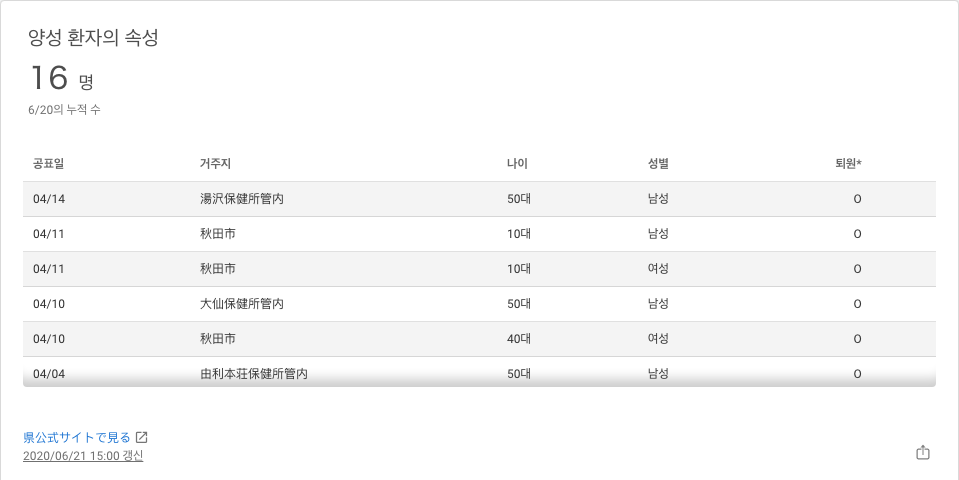 양성 환자의 속성
16 명
6/20의 누적 수
공표일 거주지 나이 성별 퇴원*
04/14 湯沢保健所管内 50대 남성 O
04/11 秋田市 10대 남성 O
04/11 秋田市 10대 여성 O
04/10 大仙保健所管内 50대 남성 O
04/10 秋田市 40대 여성 O
04/04 由利本荘保健所管内 50대 남성 O
県公式サイトで見る
2020/06/21 15:00 갱신